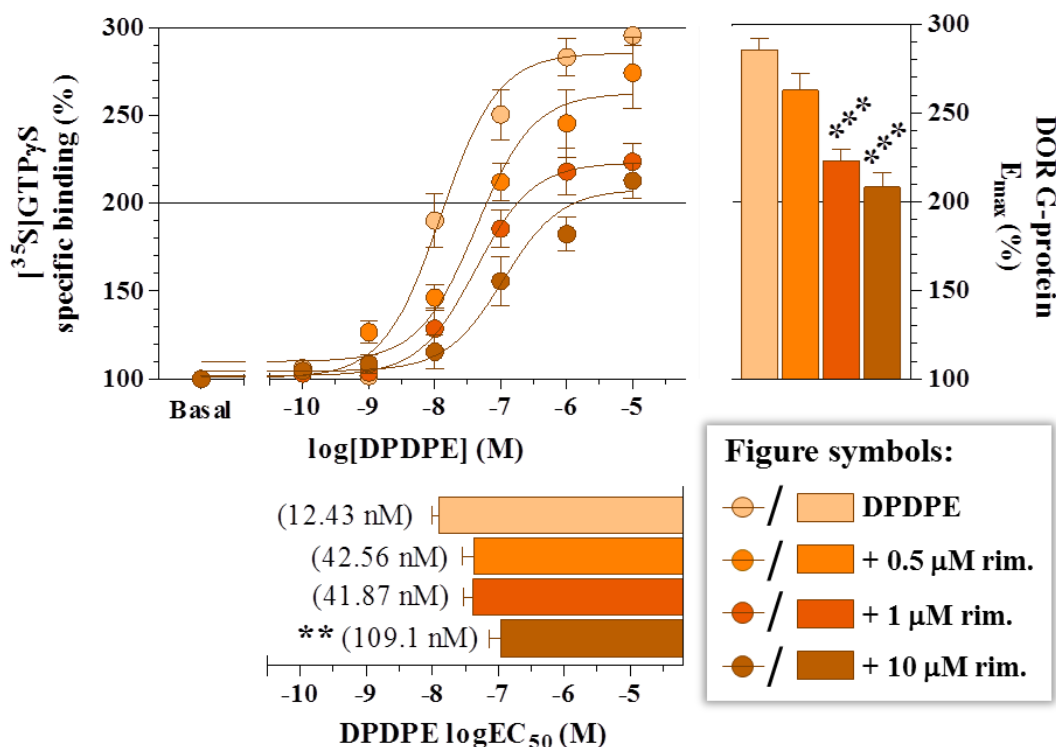 [³⁵S]GTPγS
specific binding (%)
300
250
200
150
100
Basal
-10 -9 -8 -7 -6 -5
log[DPDPE] (M)
***
***
300
250
200
150
100
DOR G-protein
Emax (%)
(12.43 nM)
(42.56 nM)
(41.87 nM)
** (109.1 nM)
-10 -9 -8 -7 -6 -5
DPDPE logEC₅₀ (M)
Figure symbols:
/ DPDPE
/ + 0.5 μM rim.
/ + 1 μM rim.
/ + 10 μM rim.